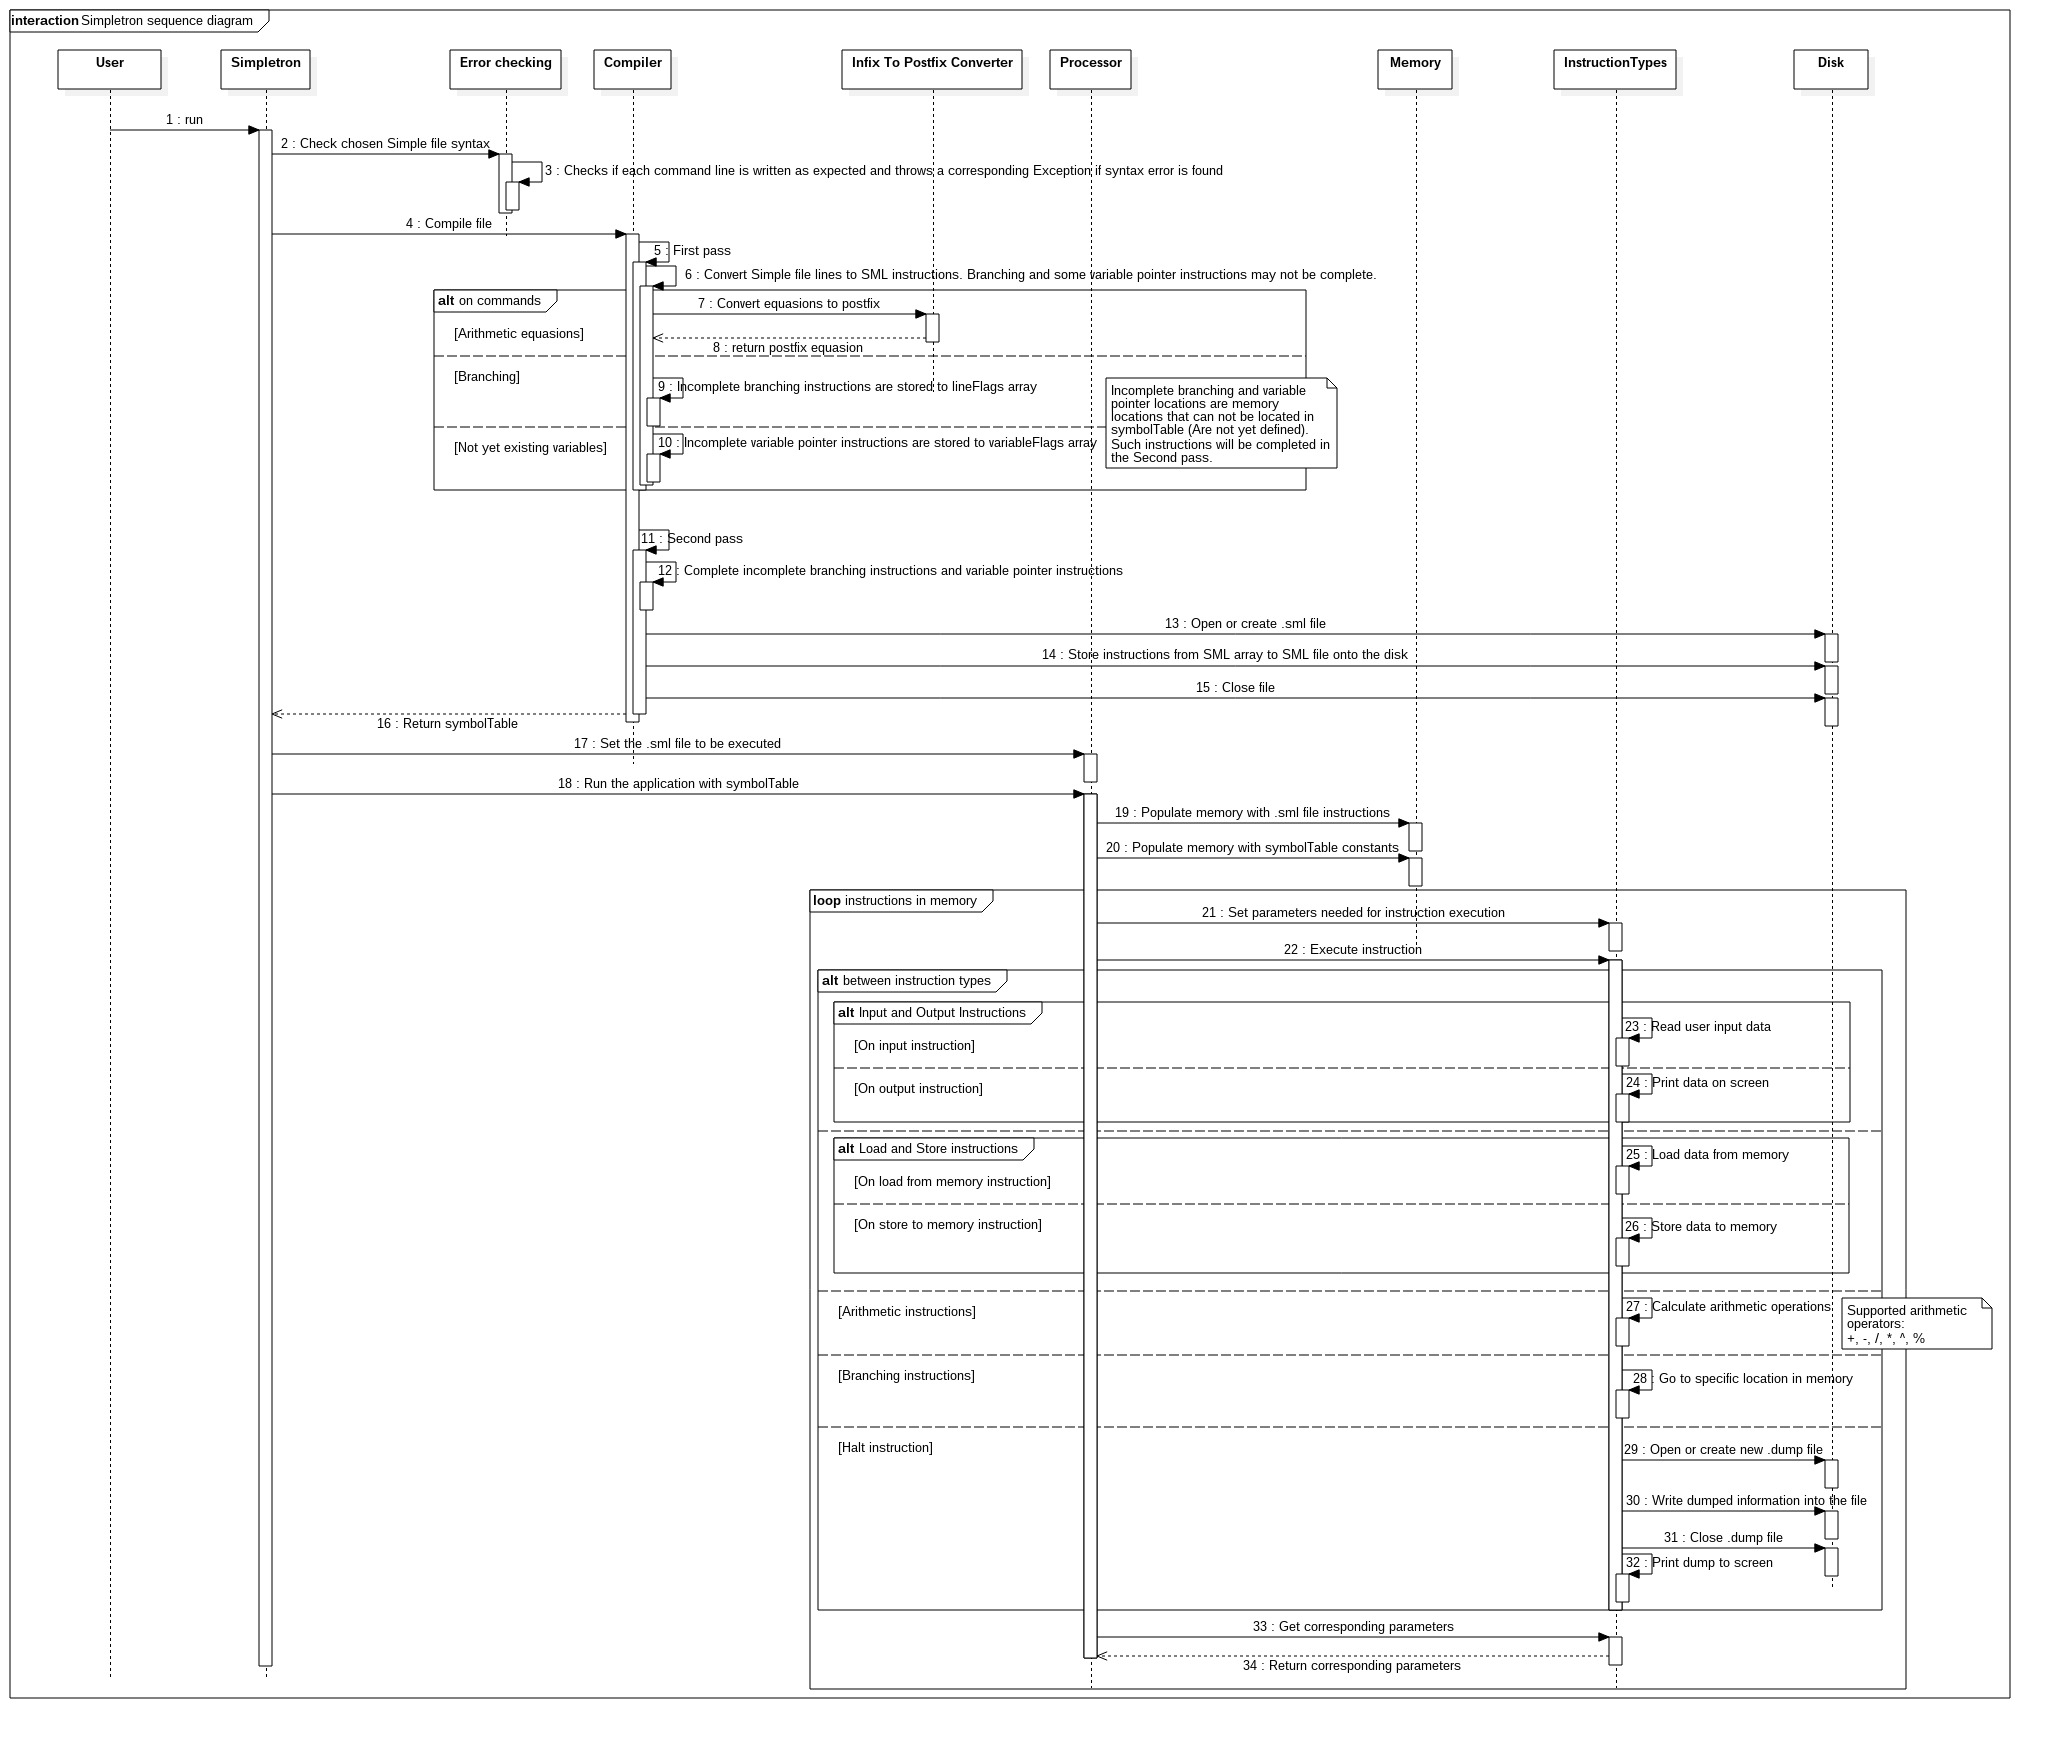 interaction Simpletron sequence diagram
User
Simpletron
Error checking
Compiler
Infix To Postfix Converter
Processor
Memory
InstructionTypes
Disk
1 : run
2 : Check chosen Simple file syntax
3 : Checks if each command line is written as expected and throws a corresponding Exception if syntax error is found
4 : Compile file
5 : First pass
6 : Convert Simple file lines to SML instructions. Branching and some variable pointer instructions may not be complete.
alt on commands
7 : Convert equasions to postfix
[Arithmetic equasions]
8 : return postfix equasion
[Branching]
9 : Incomplete branching instructions are stored to lineFlags array
Incomplete branching and variable
pointer locations are memory
locations that can not be located in
symbolTable (Are not yet defined).
Such instructions will be completed in
the Second pass.
[Not yet existing variables]
10 : Incomplete variable pointer instructions are stored to variableFlags array
11 : Second pass
12 : Complete incomplete branching instructions and variable pointer instructions
13 : Open or create .sml file
14 : Store instructions from SML array to SML file onto the disk
15 : Close file
16 : Return symbolTable
17 : Set the .sml file to be executed
18 : Run the application with symbolTable
19 : Populate memory with .sml file instructions
20 : Populate memory with symbolTable constants
loop instructions in memory
21 : Set parameters needed for instruction execution
22 : Execute instruction
alt between instruction types
alt Input and Output Instructions
23 : Read user input data
[On input instruction]
24 : Print data on screen
[On output instruction]
alt Load and Store instructions
25 : Load data from memory
[On load from memory instruction]
[On store to memory instruction]
26 : Store data to memory
[Arithmetic instructions]
27 : Calculate arithmetic operations
Supported arithmetic
operators:
+, -, /, *, ^, %
[Branching instructions]
28 : Go to specific location in memory
[Halt instruction]
29 : Open or create new .dump file
30 : Write dumped information into the file
31 : Close .dump file
32 : Print dump to screen
33 : Get corresponding parameters
34 : Return corresponding parameters